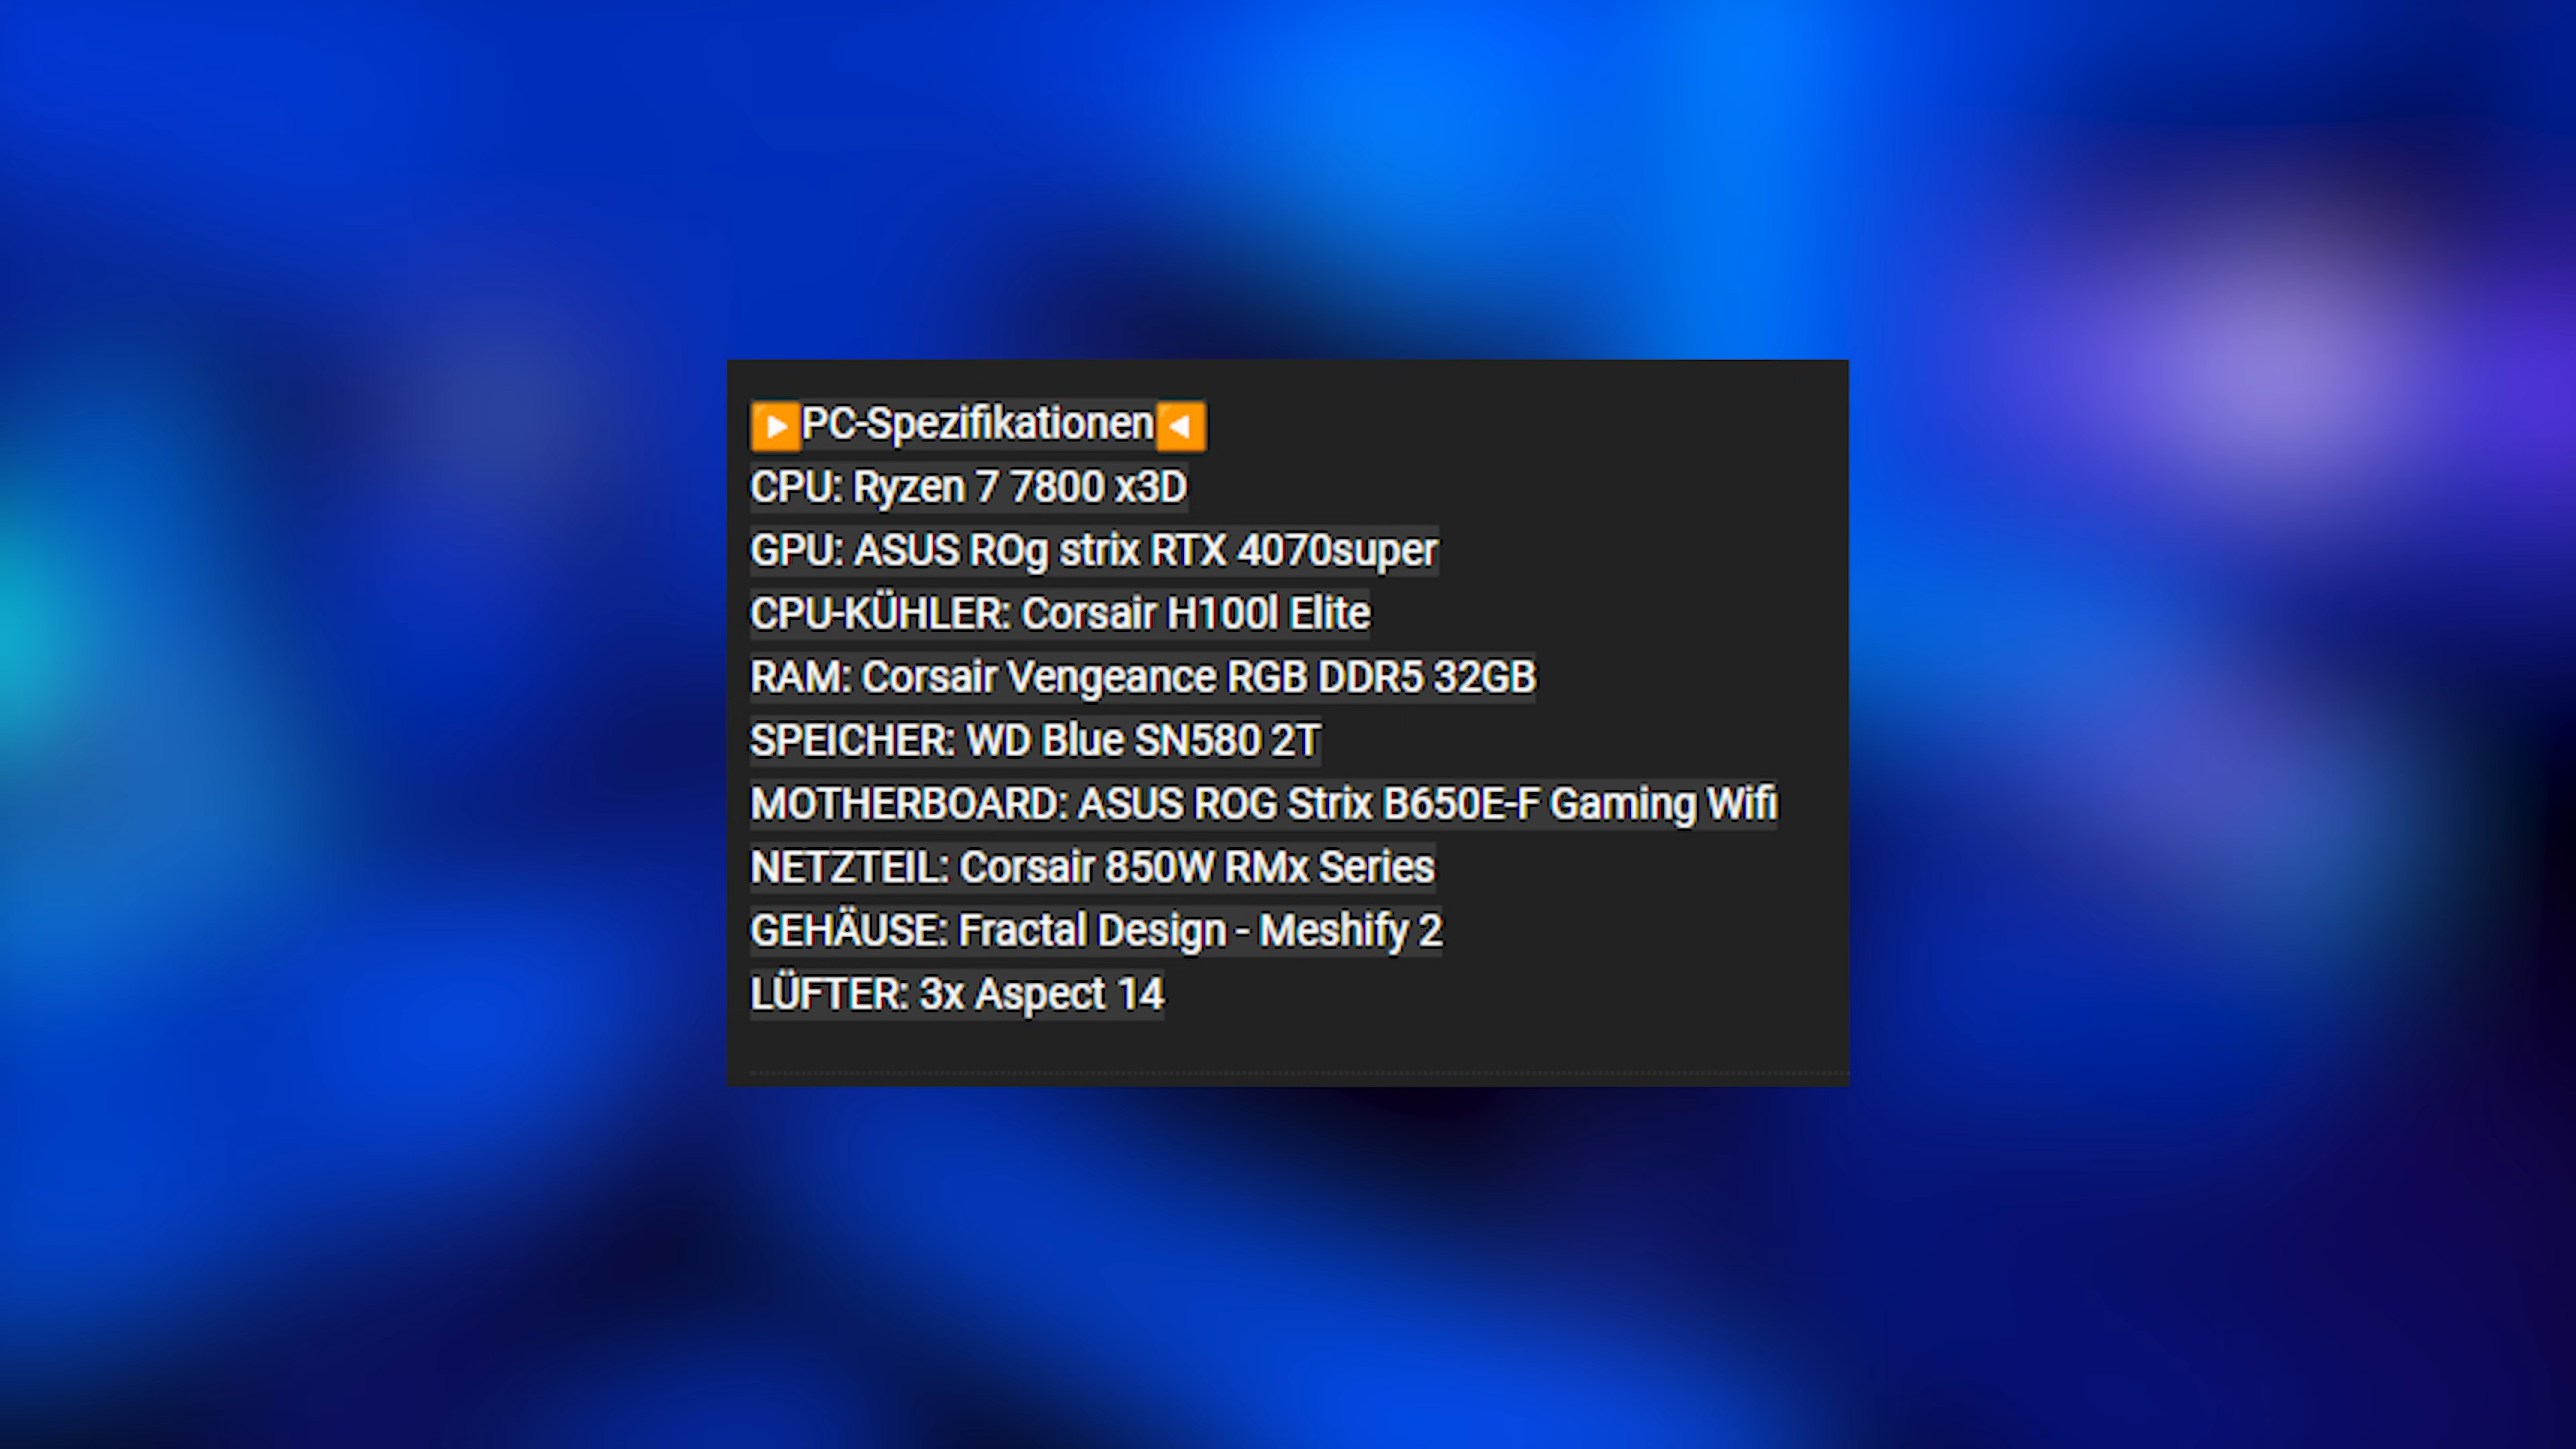 ▶PC-Spezifikationen◀
CPU: Ryzen 7 7800 x3D
GPU: ASUS ROg strix RTX 4070super
CPU-KÜHLER: Corsair H100l Elite
RAM: Corsair Vengeance RGB DDR5 32GB
SPEICHER: WD Blue SN580 2T
MOTHERBOARD: ASUS ROG Strix B650E-F Gaming Wifi
NETZTEIL: Corsair 850W RMx Series
GEHÄUSE: Fractal Design - Meshify 2
LÜFTER: 3x Aspect 14